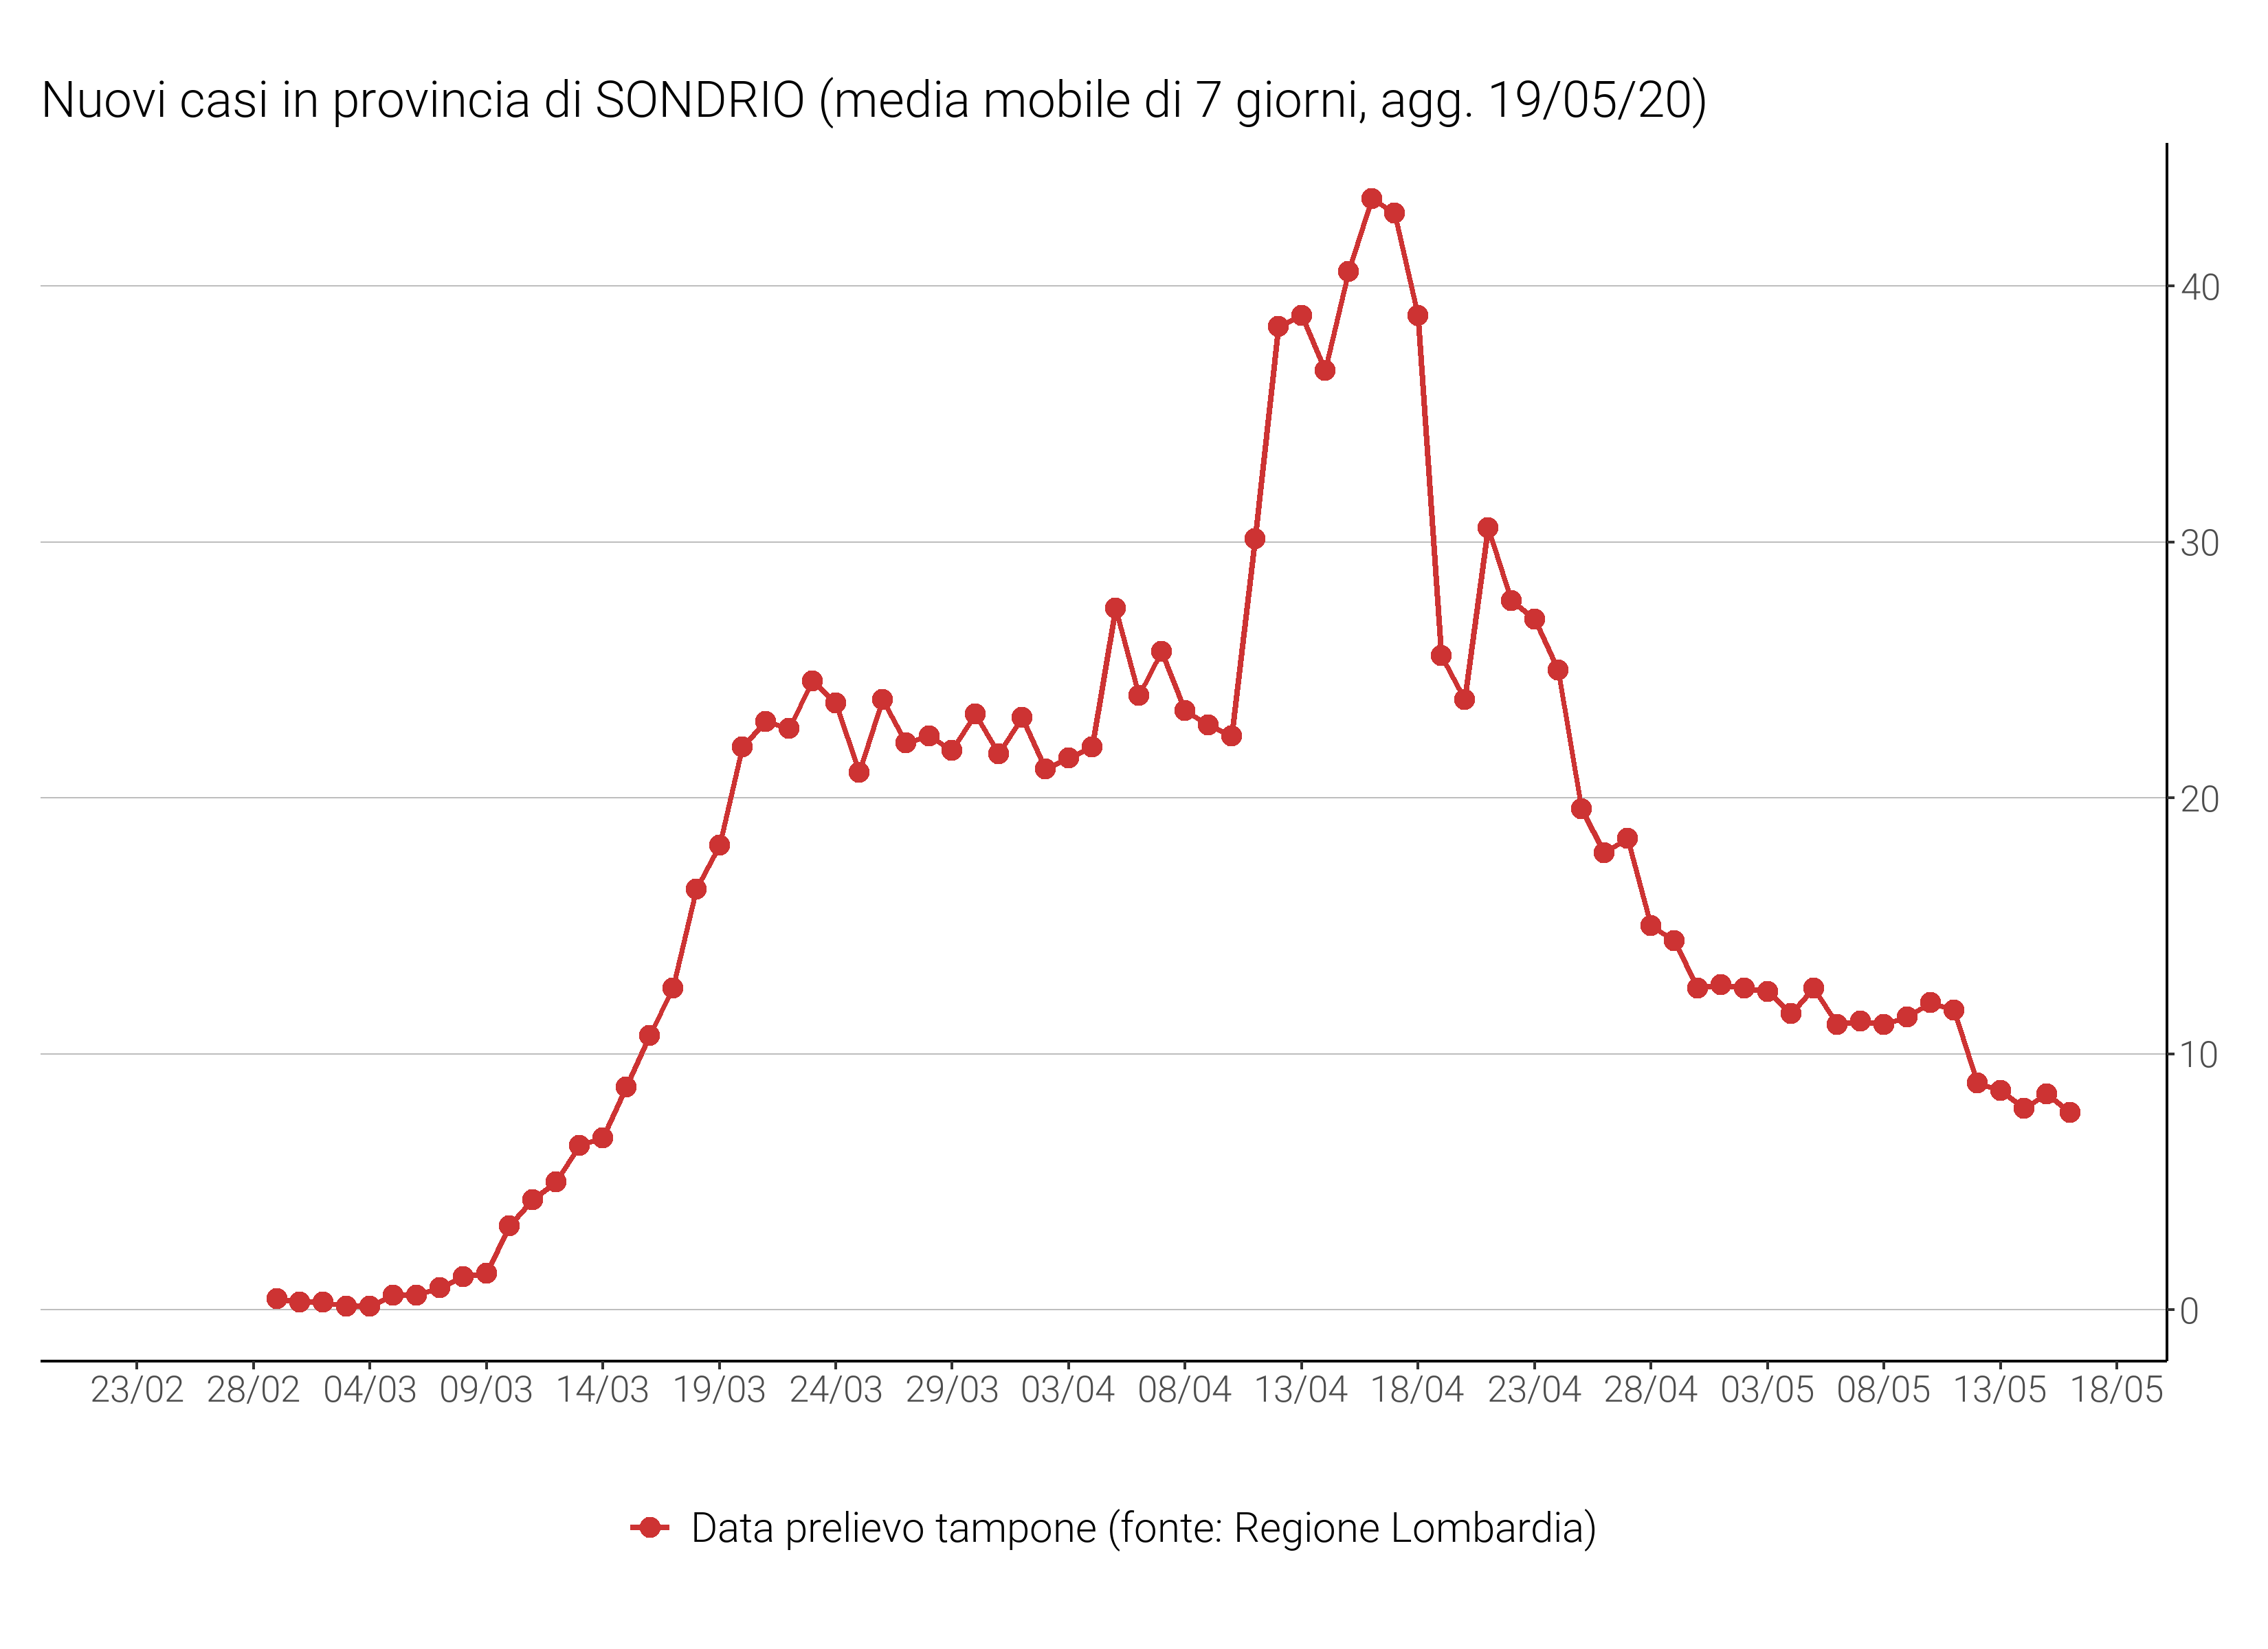 Nuovi casi in provincia di SONDRIO (media mobile di 7 giorni, agg. 19/05/20)
40
30
20
10
0
23/02 28/02 04/03 09/03 14/03 19/03 24/03 29/03 03/04 08/04 13/04 18/04 23/04 28/04 03/05 08/05 13/05 18/05
Data prelievo tampone (fonte: Regione Lombardia)